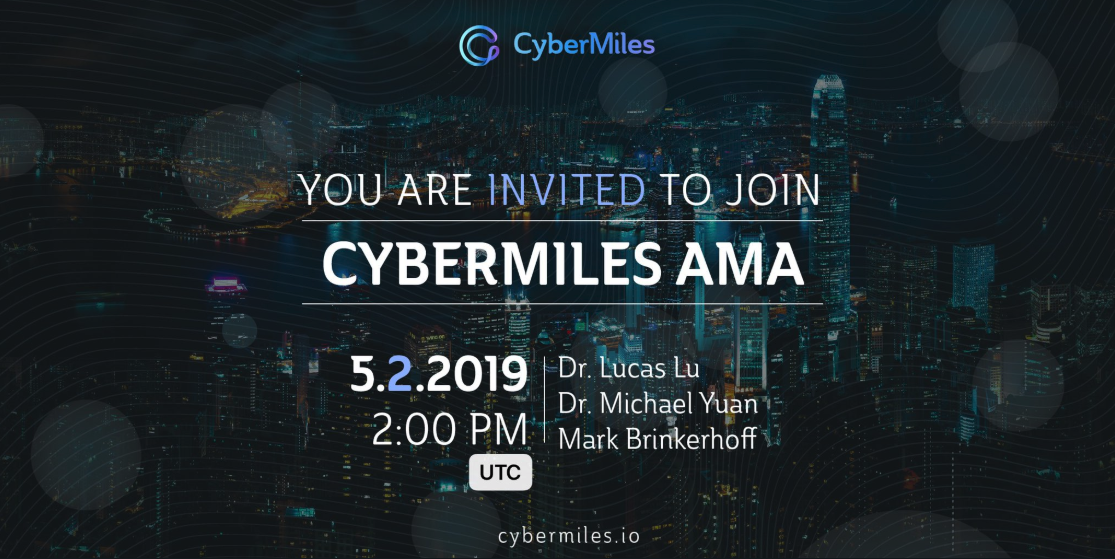 CyberMiles
YOU ARE INVITED TO JOIN
CYBERMILES AMA
5.2.2019
2:00 PM
UTC
Dr. Lucas Lu
Dr. Michael Yuan
Mark Brinkerhoff
cybermiles.io